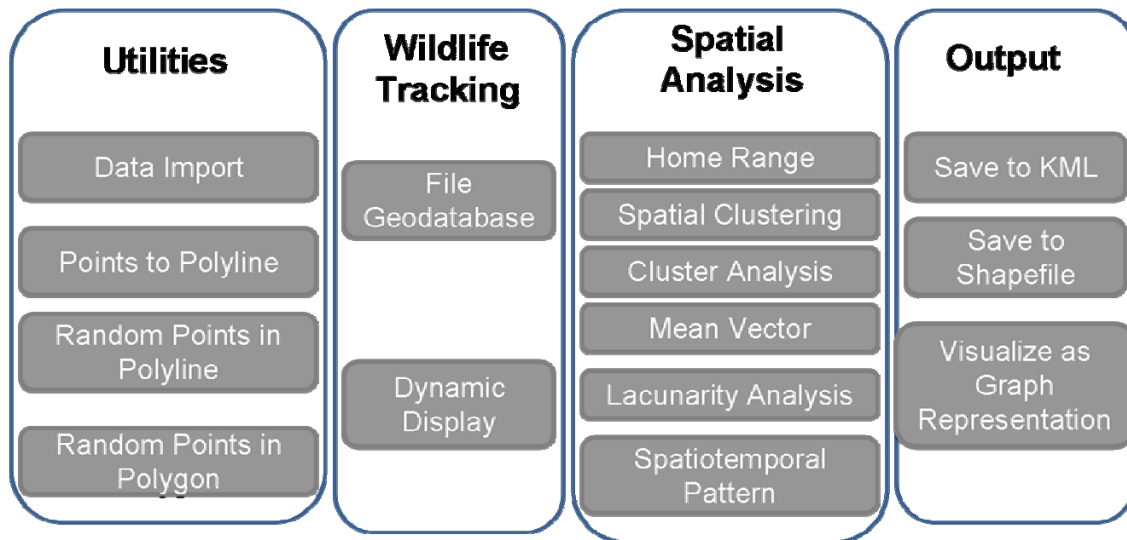 Utilities
Data Import
Points to Polyline
Random Points in
Polyline
Random Points in
Polygon
Wildlife
Tracking
File
Geodatabase
Dynamic
Display
Spatial
Analysis
Home Range
Spatial Clustering
Cluster Analysis
Mean Vector
Lacunarity Analysis
Spatiotemporal
Pattern
Output
Save to KML
Save to
Shapefile
Visualize as
Graph
Representation